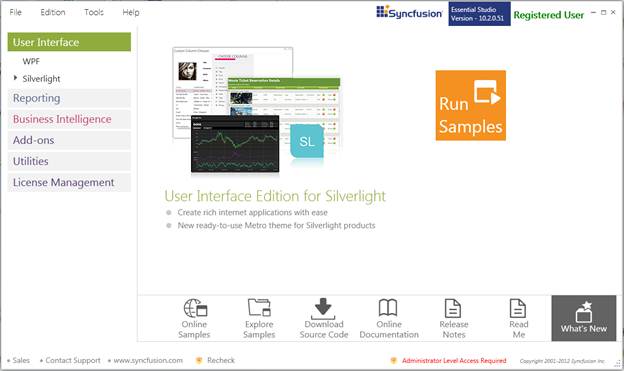 File Edition Tools Help
Syncfusion
Essential Studio
Version - 10.2.0.51
Registered User
User Interface
WPF
Silverlight
Reporting
Business Intelligence
Add-ons
Utilities
License Management
SL
Run
Samples
User Interface Edition for Silverlight
Create rich internet applications with ease
New ready-to-use Metro theme for Silverlight products
Online
Samples
Explore
Samples
Download
Source Code
Online
Documentation
Release
Notes
Read
Me
What's New
Sales Contact Support www.syncfusion.com Recheck Administrator Level Access Required Copyright 2001-2012 Syncfusion Inc.